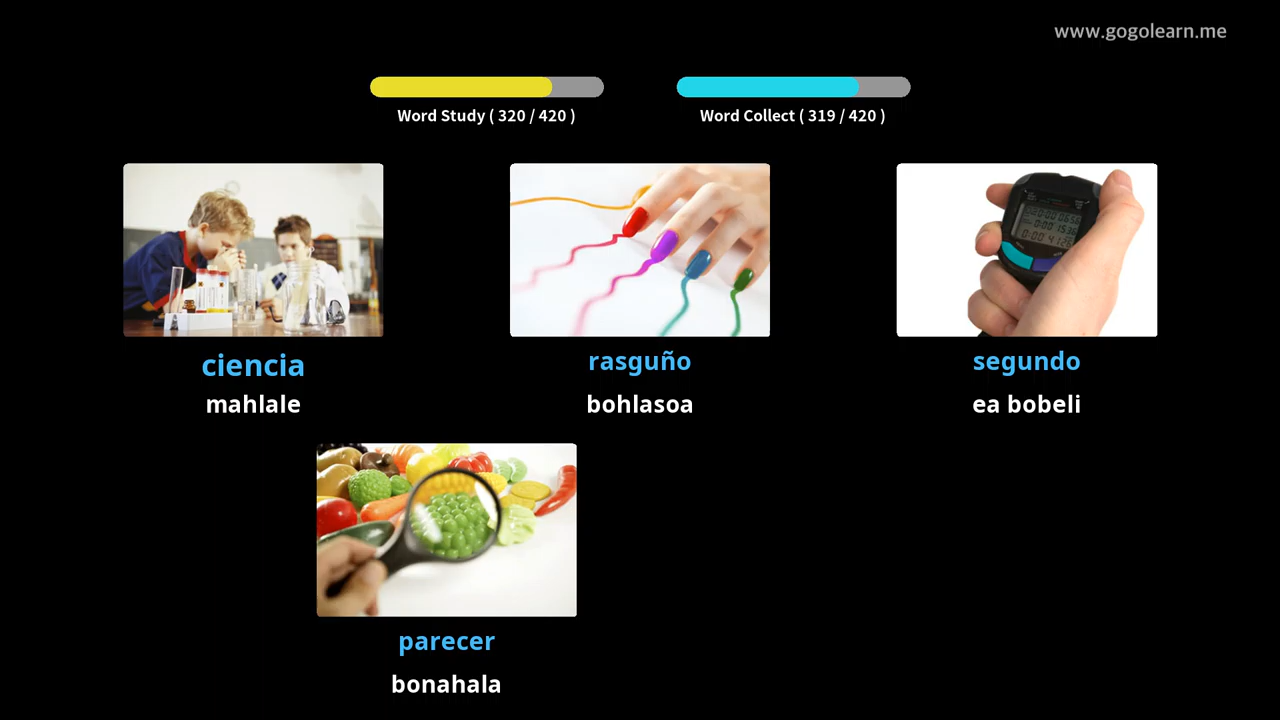 www.gogolearn.me
Word Study ( 320 / 420 )
Word Collect ( 319 / 420 )
ciencia
mahlale
rasguño
bohlasoa
segundo
ea bobeli
parecer
bonahala